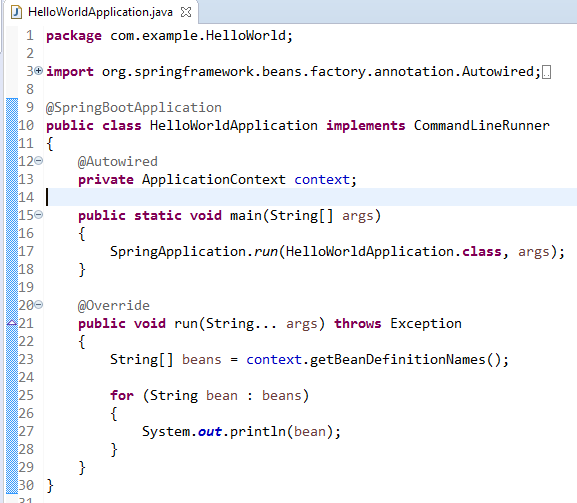 HelloWorldApplication.java
1 package com.example.HelloWorld;
2
3 import org.springframework.beans.factory.annotation.Autowired;
8
9 @SpringBootApplication
10 public class HelloWorldApplication implements CommandLineRunner
11 {
12     @Autowired
13     private ApplicationContext context;
14
15     public static void main(String[] args)
16     {
17         SpringApplication.run(HelloWorldApplication.class, args);
18     }
19
20     @Override
21     public void run(String... args) throws Exception
22     {
23         String[] beans = context.getBeanDefinitionNames();
24
25         for (String bean : beans)
26         {
27             System.out.println(bean);
28         }
29     }
30 }
31